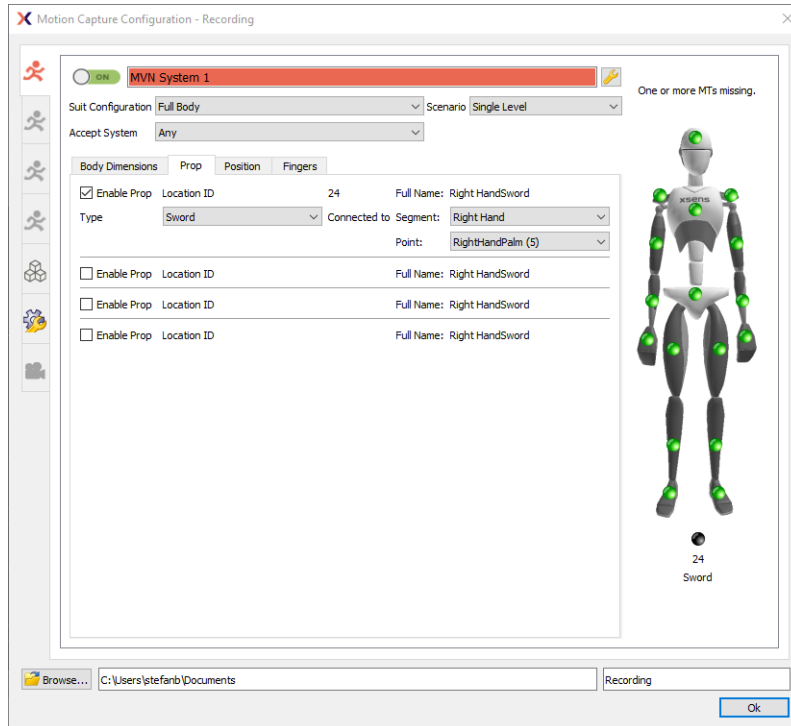 Motion Capture Configuration - Recording
ON
MVN System 1
One or more MTs missing.
Suit Configuration Full Body Scenario Single Level
Accept System Any
Body Dimensions Prop Position Fingers
Enable Prop Location ID 24 Full Name: Right HandSword
Type Sword Connected to Segment: Right Hand
Point: RightHandPalm (5)
Enable Prop Location ID Full Name: Right HandSword
Enable Prop Location ID Full Name: Right HandSword
Enable Prop Location ID Full Name: Right HandSword
xsens
24
Sword
Browse... C:\Users\stefanb\Documents Recording
Ok